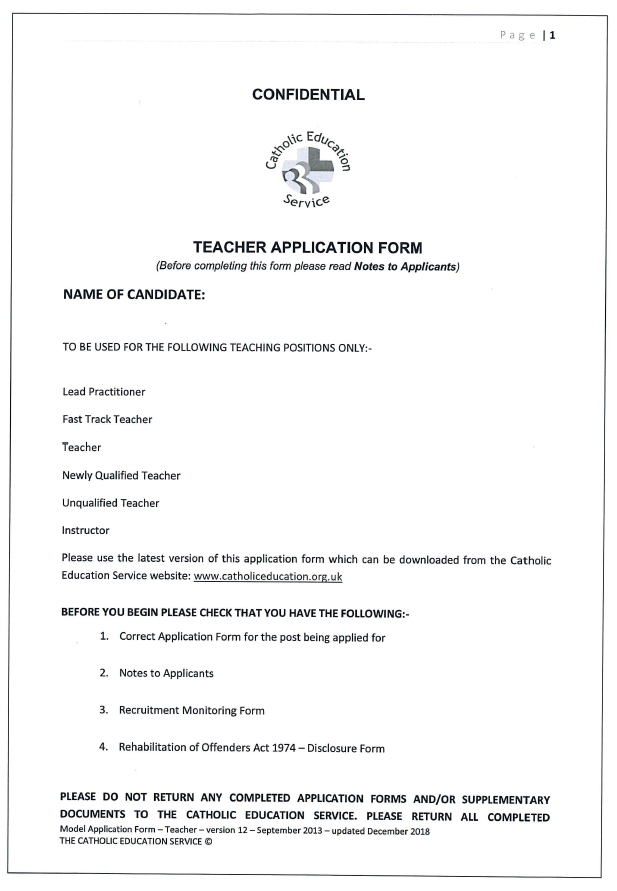 Page | 1
CONFIDENTIAL
Catholic Education
Service
TEACHER APPLICATION FORM
(Before completing this form please read Notes to Applicants)
NAME OF CANDIDATE:
TO BE USED FOR THE FOLLOWING TEACHING POSITIONS ONLY:-
Lead Practitioner
Fast Track Teacher
Teacher
Newly Qualified Teacher
Unqualified Teacher
Instructor
Please use the latest version of this application form which can be downloaded from the Catholic
Education Service website: www.catholiceducation.org.uk
BEFORE YOU BEGIN PLEASE CHECK THAT YOU HAVE THE FOLLOWING:-
1. Correct Application Form for the post being applied for
2. Notes to Applicants
3. Recruitment Monitoring Form
4. Rehabilitation of Offenders Act 1974 – Disclosure Form
PLEASE DO NOT RETURN ANY COMPLETED APPLICATION FORMS AND/OR SUPPLEMENTARY
DOCUMENTS TO THE CATHOLIC EDUCATION SERVICE. PLEASE RETURN ALL COMPLETED
Model Application Form – Teacher – version 12 – September 2013 – updated December 2018
THE CATHOLIC EDUCATION SERVICE ©